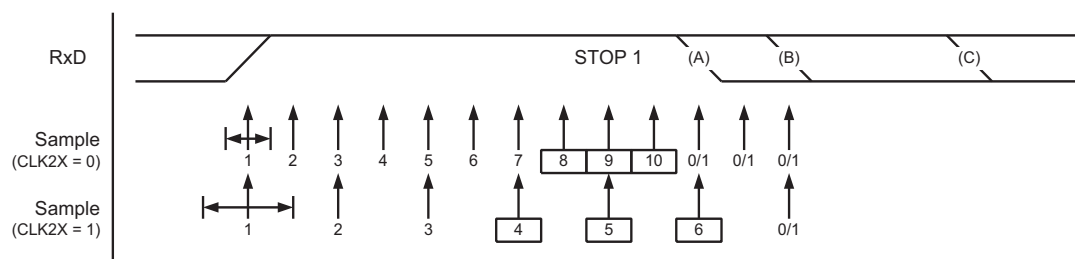 RxD STOP 1 (A) (B) (C)
Sample
(CLK2X = 0)
1 2 3 4 5 6 7 8 9 10 0/1 0/1 0/1
Sample
(CLK2X = 1)
1 2 3 4 5 6 0/1